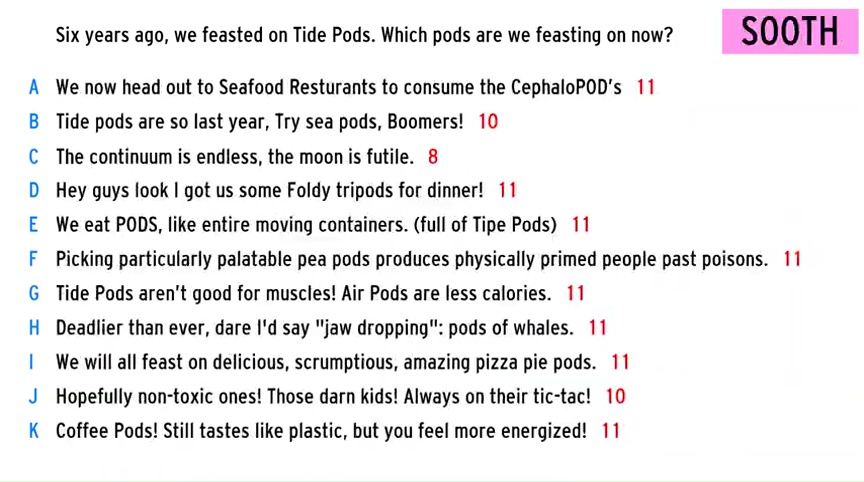 Six years ago, we feasted on Tide Pods. Which pods are we feasting on now?
SOOTH
A We now head out to Seafood Resturants to consume the CephaloPOD's 11
B Tide pods are so last year, Try sea pods, Boomers! 10
C The continuum is endless, the moon is futile. 8
D Hey guys look I got us some Foldy tripods for dinner! 11
E We eat PODS, like entire moving containers. (full of Tipe Pods) 11
F Picking particularly palatable pea pods produces physically primed people past poisons. 11
G Tide Pods aren't good for muscles! Air Pods are less calories. 11
H Deadlier than ever, dare I'd say "jaw dropping": pods of whales. 11
I We will all feast on delicious, scrumptious, amazing pizza pie pods. 11
J Hopefully non-toxic ones! Those darn kids! Always on their tic-tac! 10
K Coffee Pods! Still tastes like plastic, but you feel more energized! 11